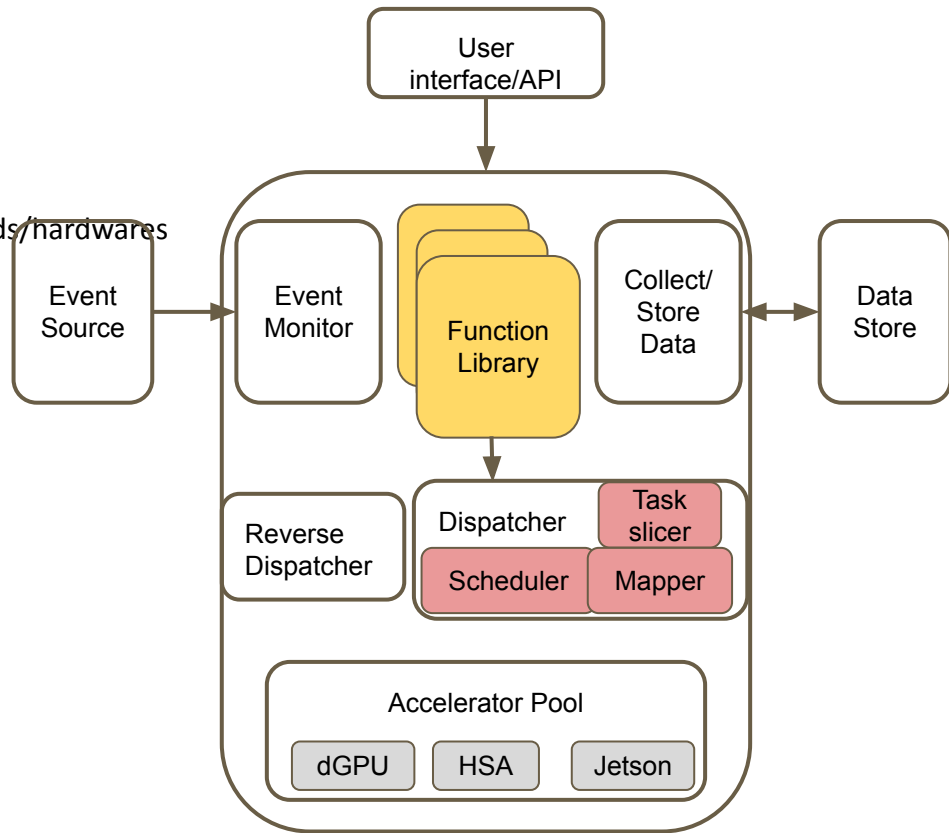 User
interface/API
ds/hardwares
Event
Source
Event
Monitor
Function
Library
Collect/
Store
Data
Data
Store
Reverse
Dispatcher
Dispatcher
Task
slicer
Scheduler
Mapper
Accelerator Pool
dGPU
HSA
Jetson